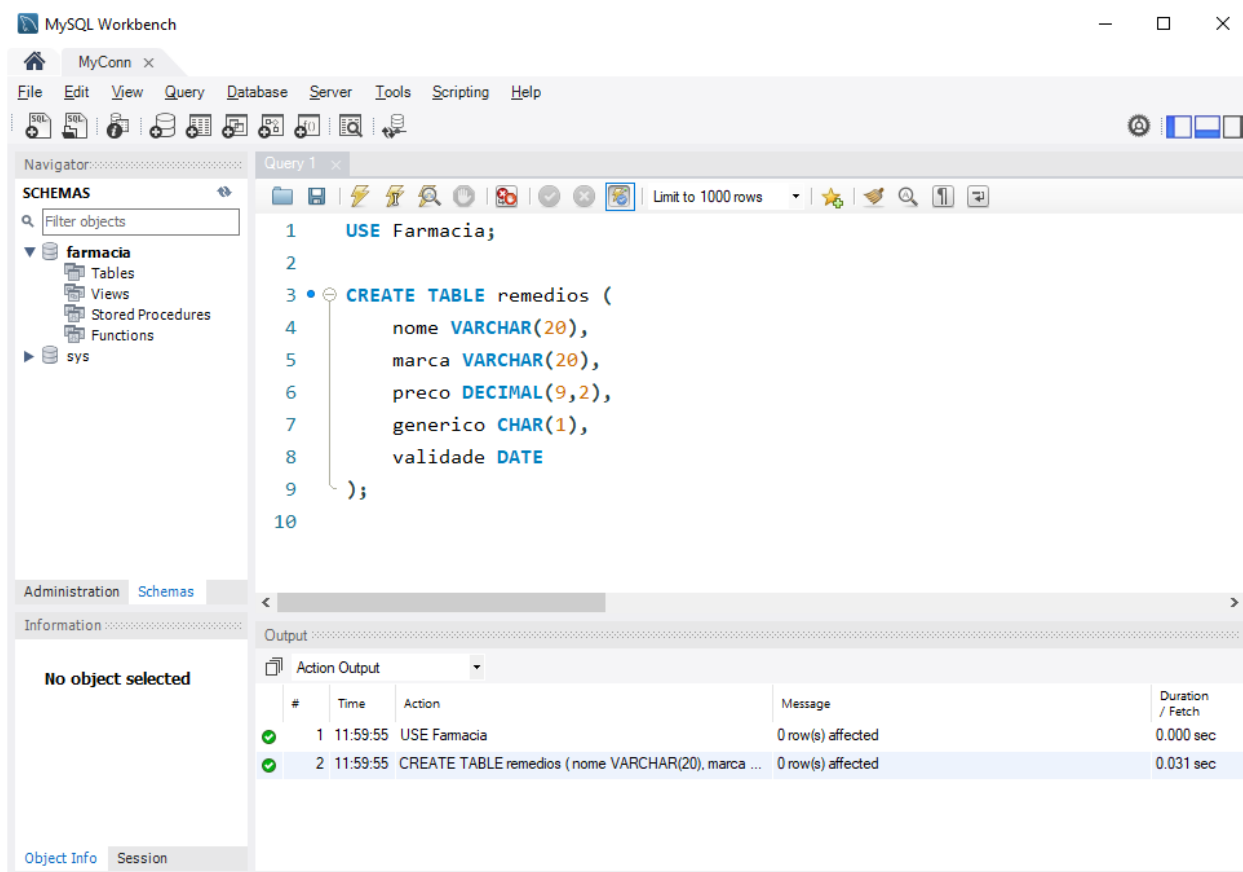 MySQL Workbench
MyConn
File Edit View Query Database Server Tools Scripting Help
SQL SQL
Navigator
SCHEMAS
Filter objects
farmacia
Tables
Views
Stored Procedures
Functions
sys
Administration Schemas
Information
No object selected
Object Info Session
Query 1
Limit to 1000 rows
1 USE Farmacia;
2
3 CREATE TABLE remedios (
4 nome VARCHAR(20),
5 marca VARCHAR(20),
6 preco DECIMAL(9,2),
7 generico CHAR(1),
8 validade DATE
9 );
10
Output
Action Output
# Time Action Message Duration / Fetch
1 11:59:55 USE Farmacia 0 row(s) affected 0.000 sec
2 11:59:55 CREATE TABLE remedios ( nome VARCHAR(20), marca ... 0 row(s) affected 0.031 sec